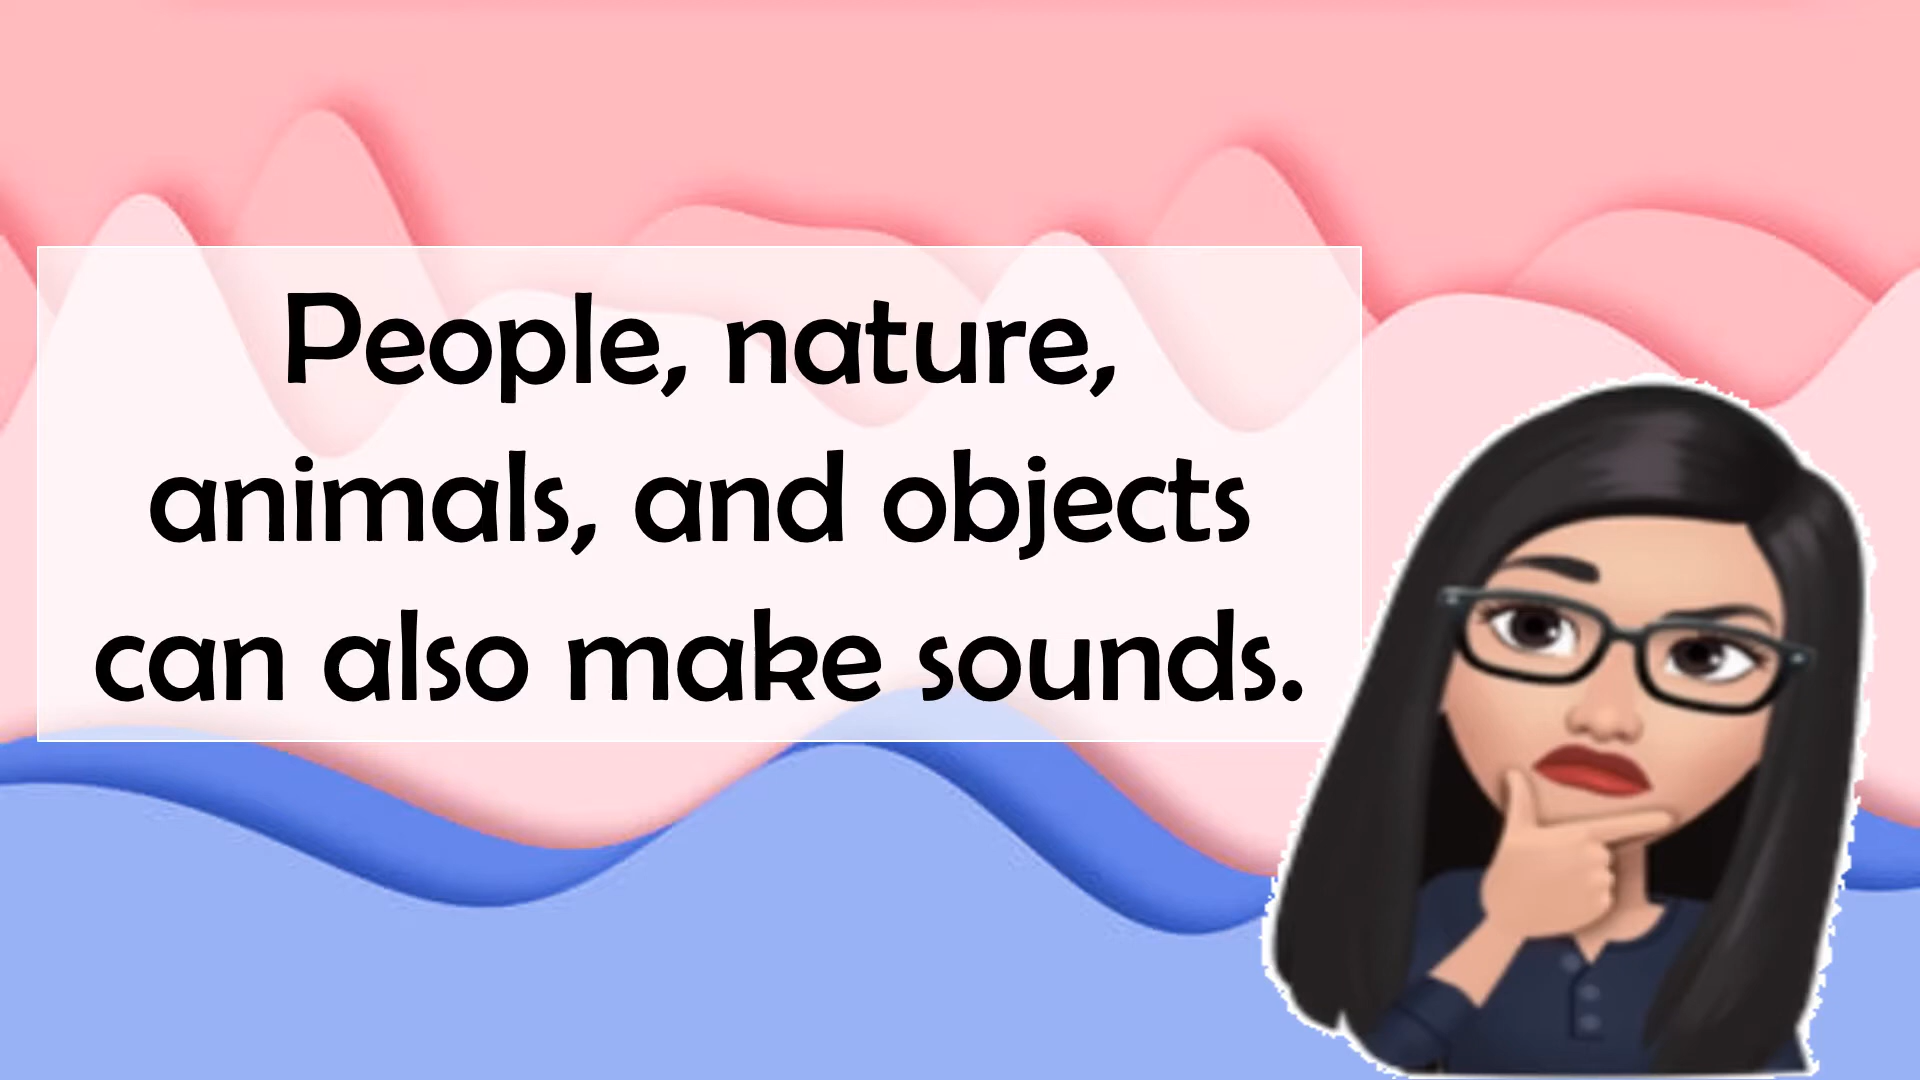 People, nature,
animals, and objects
can also make sounds.